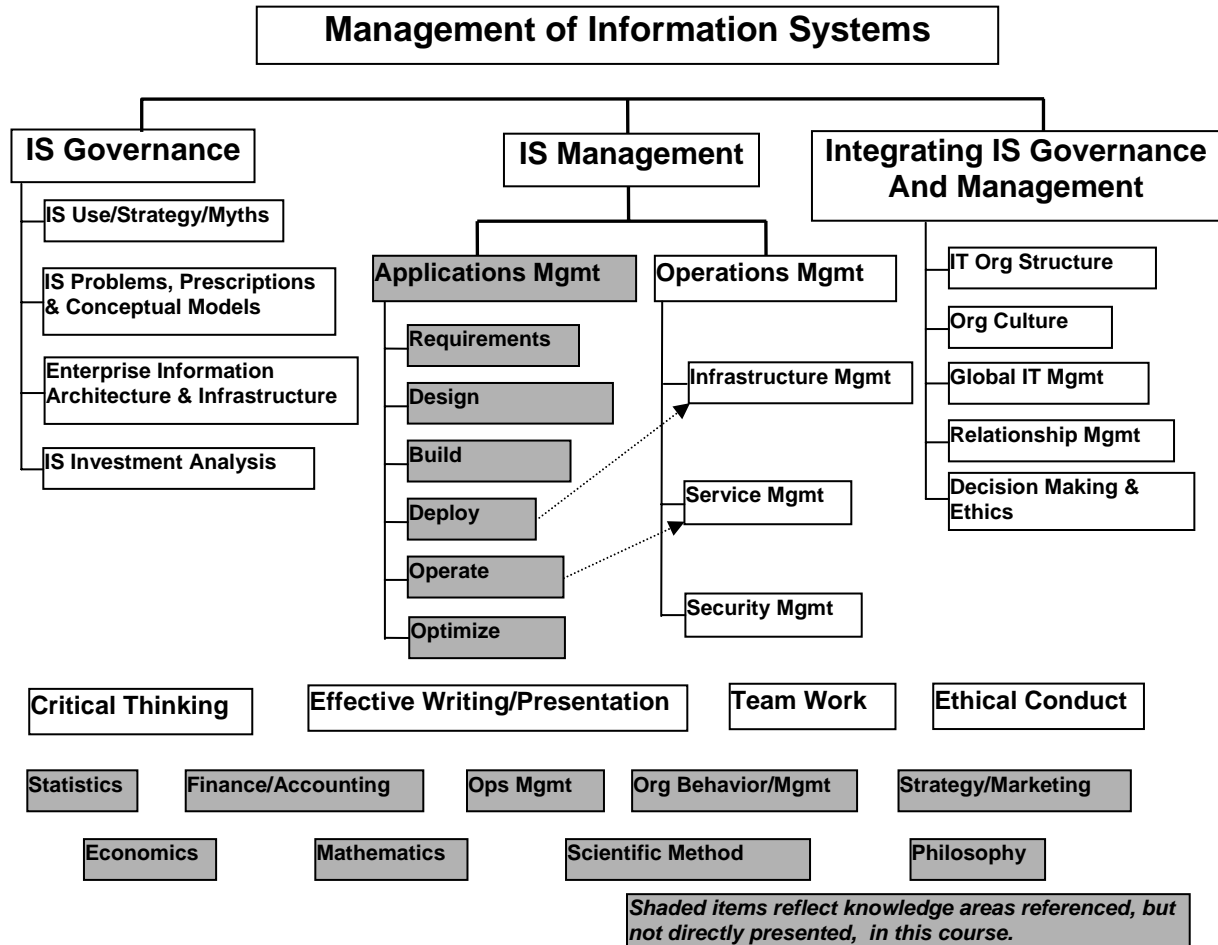 Management of Information Systems
IS Governance
IS Use/Strategy/Myths
IS Problems, Prescriptions
& Conceptual Models
Enterprise Information
Architecture & Infrastructure
IS Investment Analysis
IS Management
Applications Mgmt
Requirements
Design
Build
Deploy
Operate
Optimize
Operations Mgmt
Infrastructure Mgmt
Service Mgmt
Security Mgmt
Integrating IS Governance
And Management
IT Org Structure
Org Culture
Global IT Mgmt
Relationship Mgmt
Decision Making &
Ethics
Critical Thinking
Effective Writing/Presentation
Team Work
Ethical Conduct
Statistics
Finance/Accounting
Ops Mgmt
Org Behavior/Mgmt
Strategy/Marketing
Economics
Mathematics
Scientific Method
Philosophy
Shaded items reflect knowledge areas referenced, but
not directly presented, in this course.